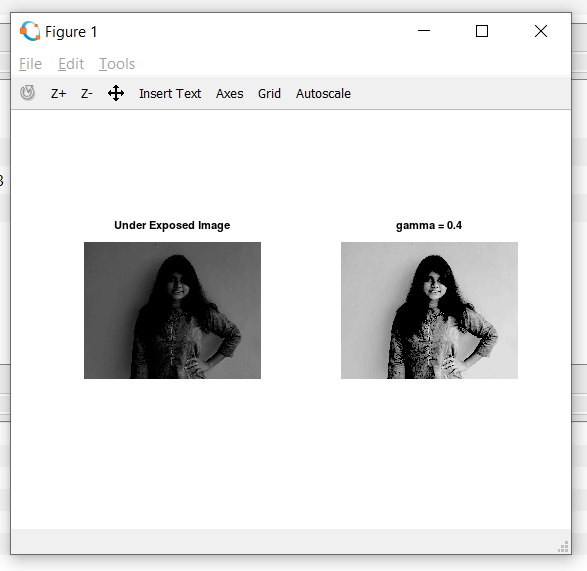 Figure 1
File Edit Tools
Z+ Z- Insert Text Axes Grid Autoscale
Under Exposed Image
gamma = 0.4